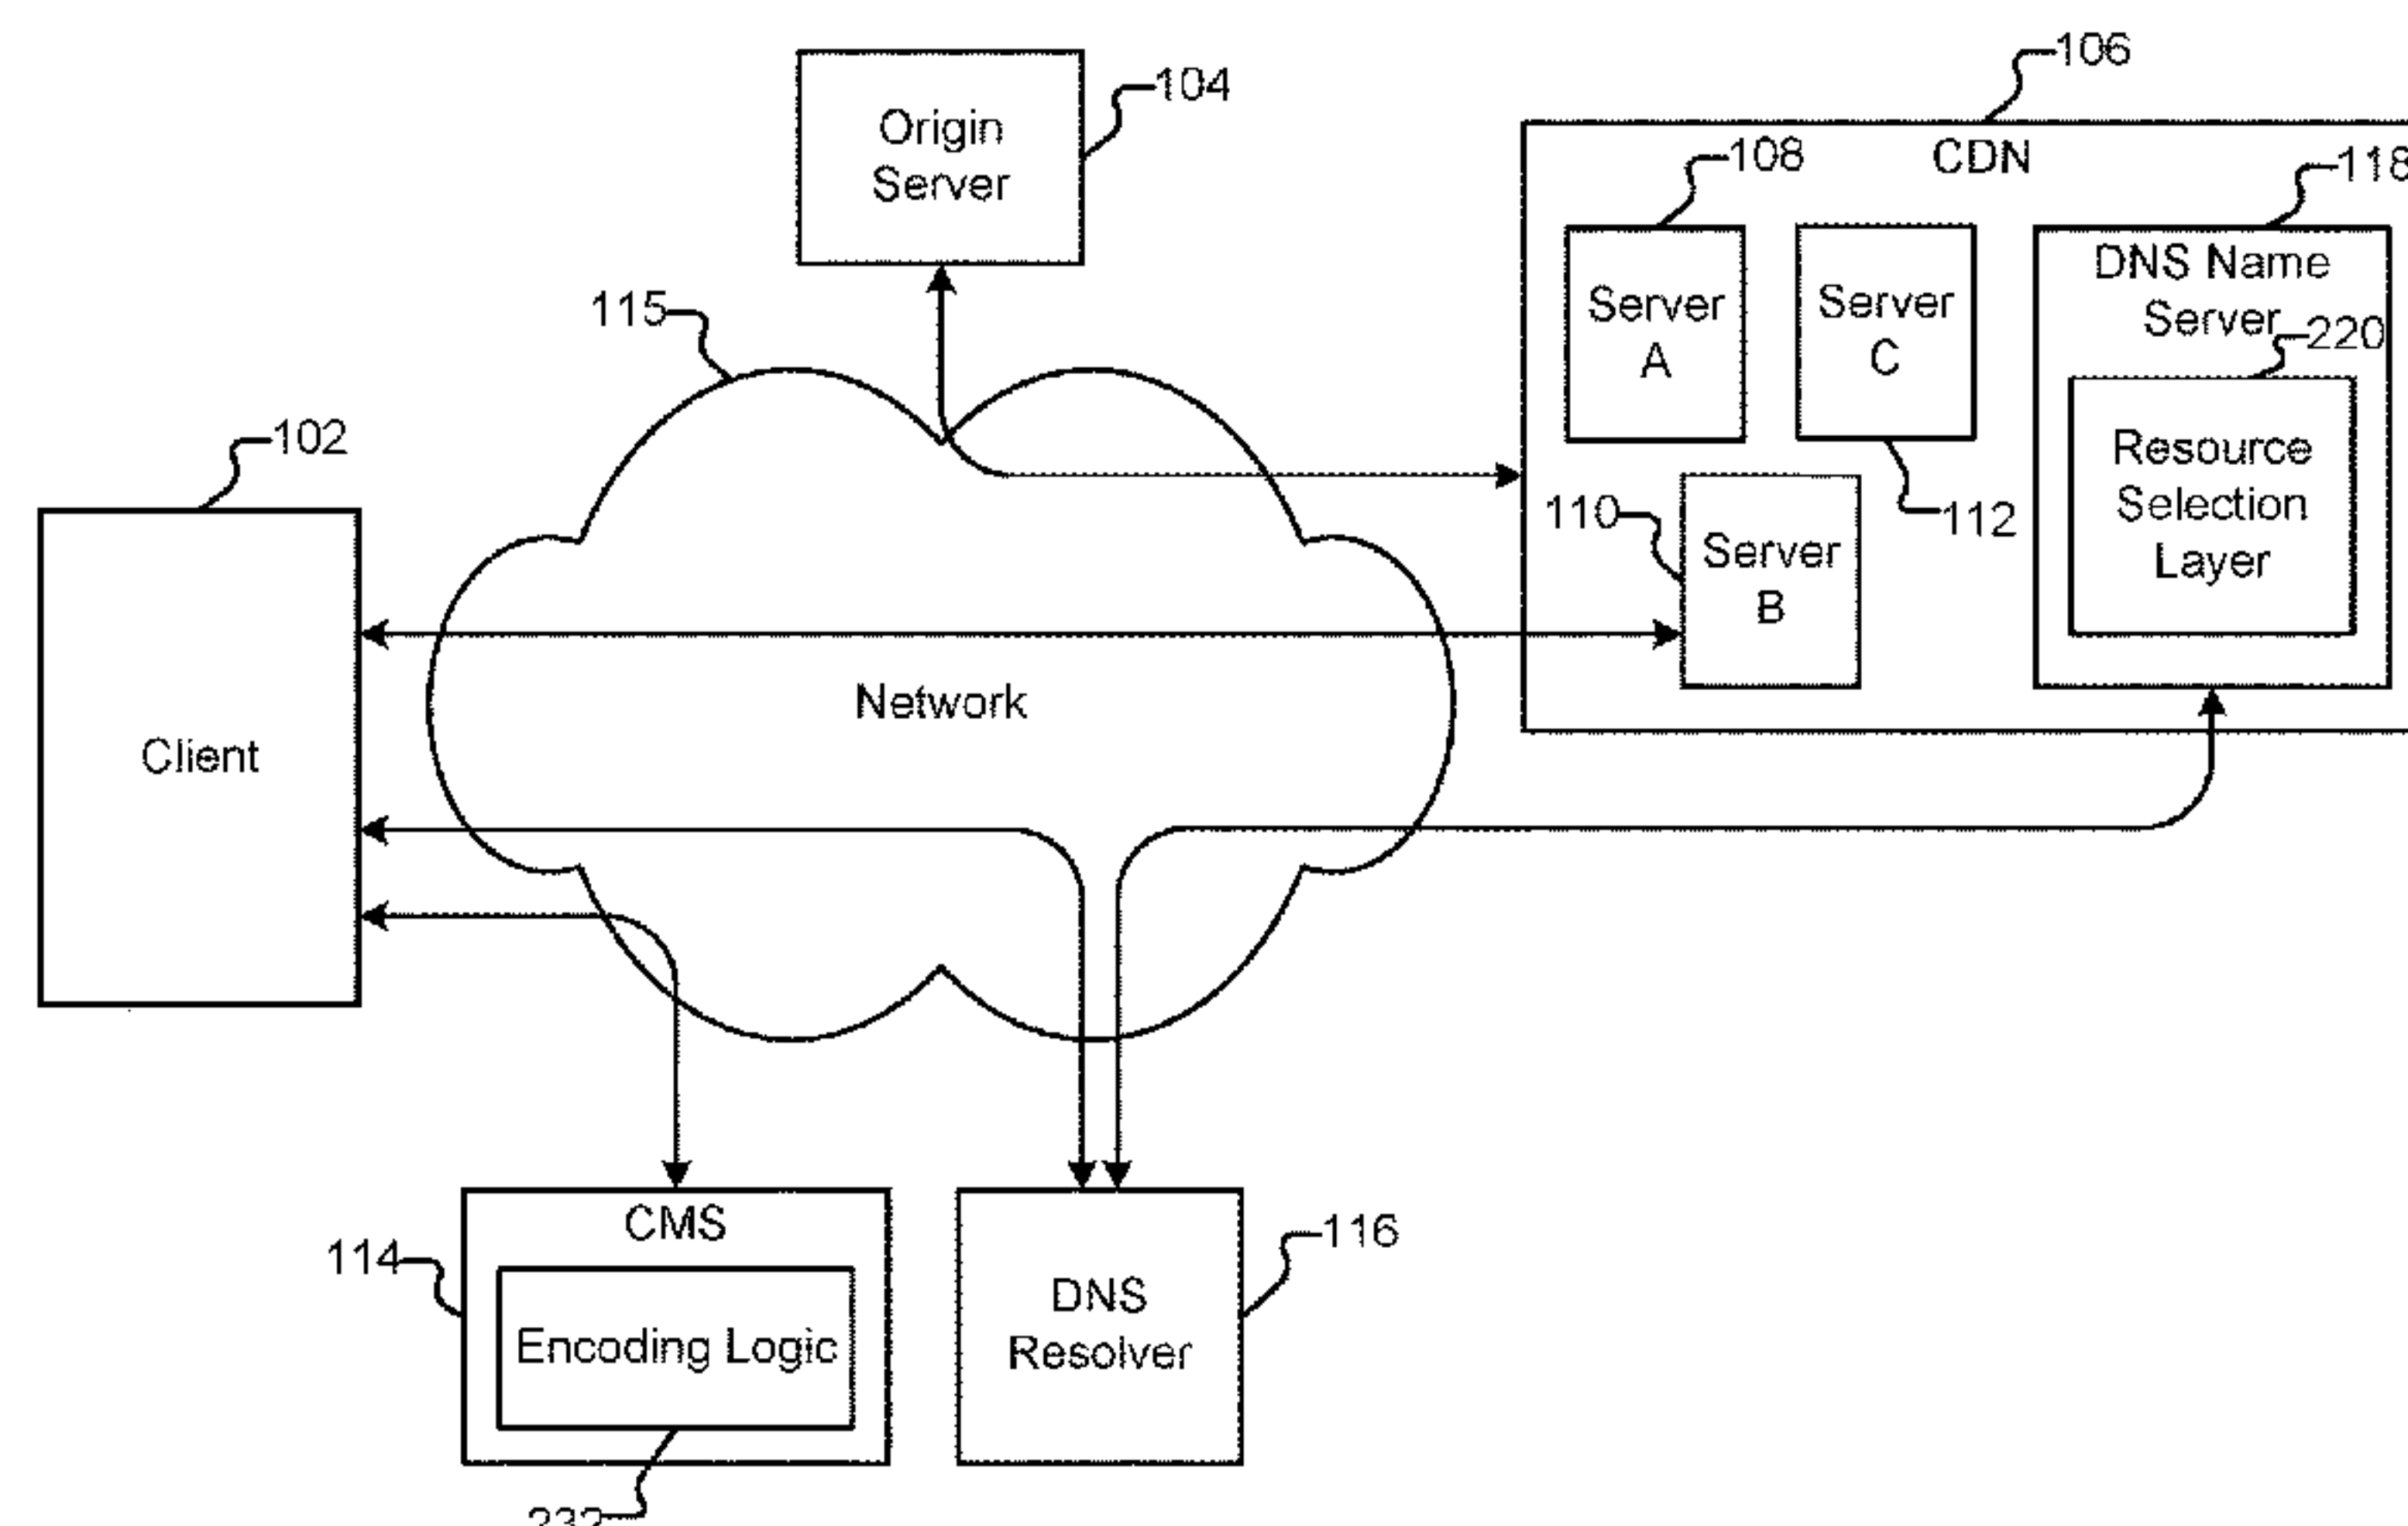 106
104
Origin
Server
CDN
108
118
DNS Name
Server
Server
A
Server
C
220
115
Resource
Selection
Layer
102
110
112
Server
B
Network
Client
CMS
114
116
Encoding Logic
DNS
Resolver
232